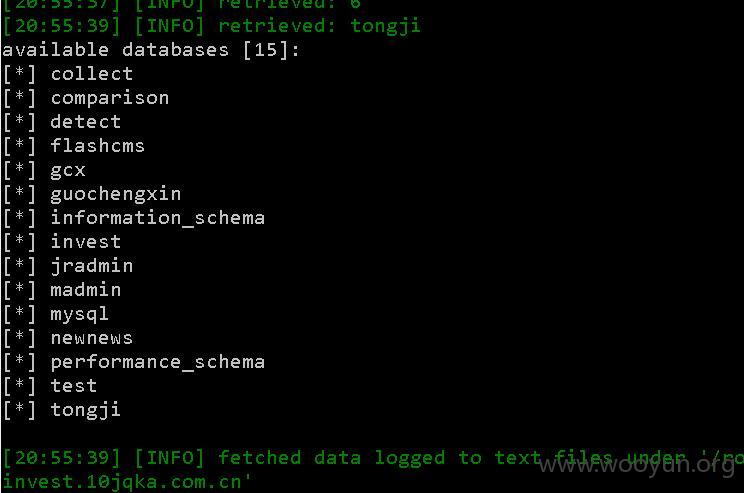 [20:55:37] [INFO] retrieved: 6
[20:55:39] [INFO] retrieved: tongji
available databases [15]:
[*] collect
[*] comparison
[*] detect
[*] flashcms
[*] gcx
[*] guochengxin
[*] information_schema
[*] invest
[*] jradmin
[*] madmin
[*] mysql
[*] newnews
[*] performance_schema
[*] test
[*] tongji
[20:55:39] [INFO] fetched data logged to text files under '/ro
invest.10jqka.com.cn'
www.wooyun.org